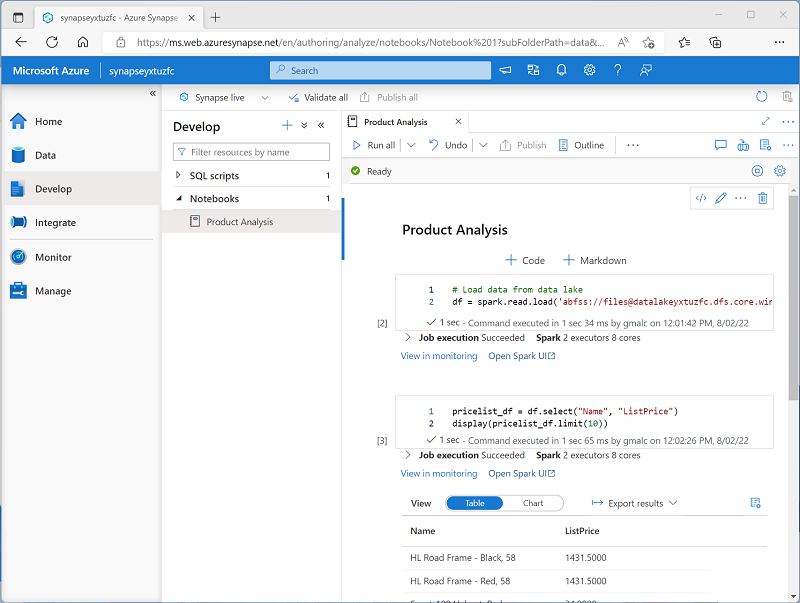 synapseyxtuzfc - Azure Synapse
https://ms.web.azuresynapse.net/en/authoring/analyze/notebooks/Notebook%201?subFolderPath=data&...
Microsoft Azure
synapseyxtuzfc
Search
Synapse live
Validate all
Publish all
Home
Data
Develop
Integrate
Monitor
Manage
Develop
Filter resources by name
SQL scripts 1
Notebooks 1
Product Analysis
Product Analysis
Run all
Undo
Publish
Outline
Ready
Product Analysis
+ Code + Markdown
1 # Load data from data lake
2 df = spark.read.load('abfss://files@datalakeyxtuzfc.dfs.core.win
[2]
1 sec - Command executed in 1 sec 34 ms by gmalc on 12:01:42 PM, 8/02/22
Job execution Succeeded Spark 2 executors 8 cores
View in monitoring Open Spark UI
1 pricelist_df = df.select("Name", "ListPrice")
2 display(pricelist_df.limit(10))
[3]
1 sec - Command executed in 1 sec 65 ms by gmalc on 12:02:26 PM, 8/02/22
Job execution Succeeded Spark 2 executors 8 cores
View in monitoring Open Spark UI
View Table Chart Export results
Name ListPrice
HL Road Frame - Black, 58 1431.5000
HL Road Frame - Red, 58 1431.5000